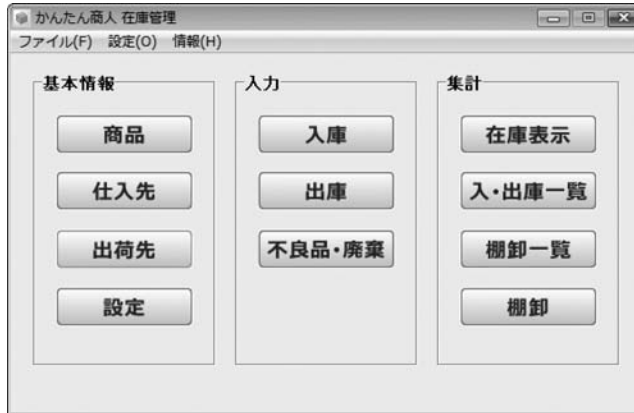 かんたん商人 在庫管理
ファイル(F) 設定(O) 情報(H)
基本情報
商品
仕入先
出荷先
設定
入力
入庫
出庫
不良品・廃棄
集計
在庫表示
入・出庫一覧
棚卸一覧
棚卸